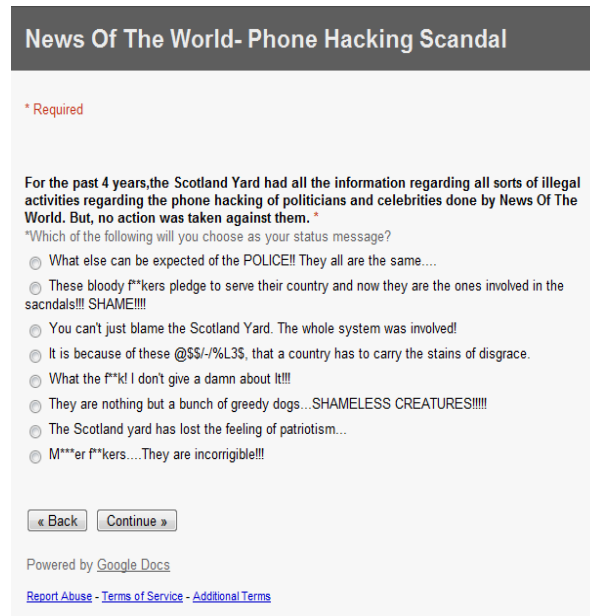 News Of The World- Phone Hacking Scandal
* Required
For the past 4 years,the Scotland Yard had all the information regarding all sorts of illegal
activities regarding the phone hacking of politicians and celebrities done by News Of The
World. But, no action was taken against them. *
*Which of the following will you choose as your status message?
What else can be expected of the POLICE!! They all are the same....
These bloody f**kers pledge to serve their country and now they are the ones involved in the
sacndals!!! SHAME!!!!
You can't just blame the Scotland Yard. The whole system was involved!
It is because of these @$$/-/%L3$, that a country has to carry the stains of disgrace.
What the f**k! I don't give a damn about It!!!
They are nothing but a bunch of greedy dogs...SHAMELESS CREATURES!!!!!
The Scotland yard has lost the feeling of patriotism...
M***er f**kers....They are incorrigible!!!
« Back Continue »
Powered by Google Docs
Report Abuse - Terms of Service - Additional Terms